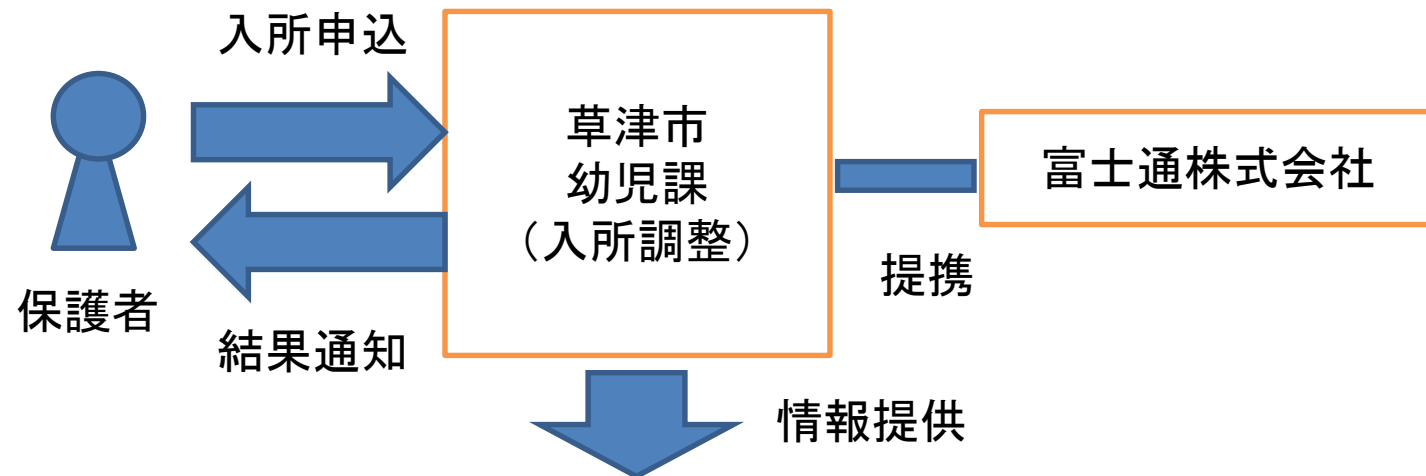 入所申込
草津市
幼児課
（入所調整）
富士通株式会社
提携
保護者
結果通知
情報提供